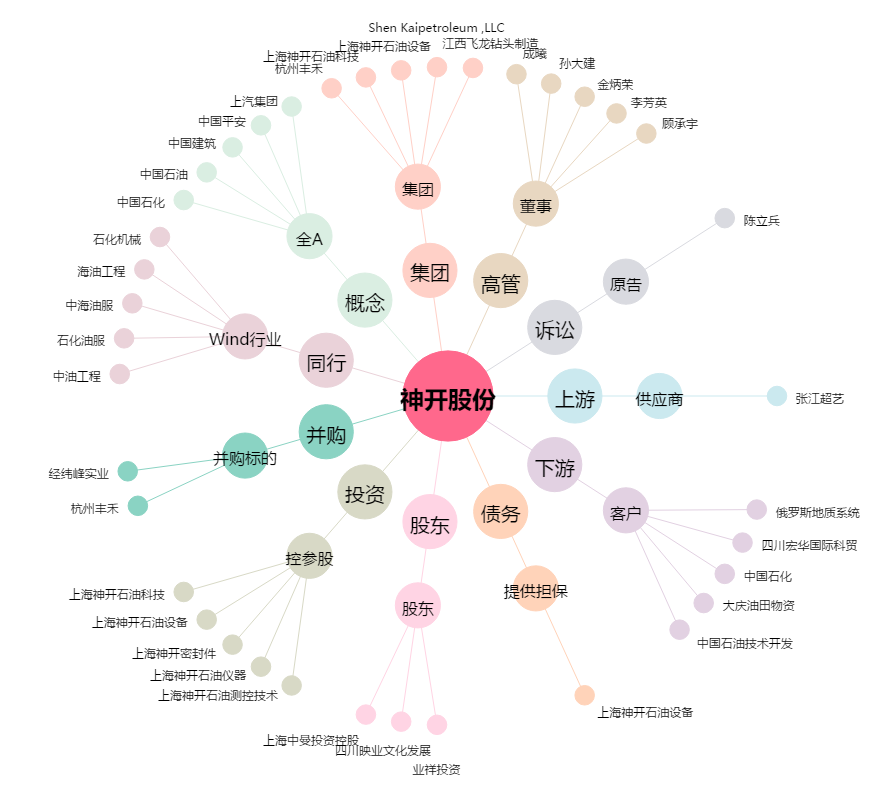 Shen Kaipetroleum ,LLC
上海神开石油设备
江西飞龙钻头制造
上海神开石油科技
杭州丰禾
成曦
孙大建
金炳荣
李芳英
顾承宇
上汽集团
中国平安
中国建筑
中国石油
中国石化
集团
董事
全A
集团
高管
概念
陈立兵
原告
诉讼
石化机械
海油工程
中海油服
石化油服
中油工程
Wind行业
同行
神开股份
上游
供应商
张江超艺
并购
并购标的
经纬峰实业
杭州丰禾
下游
客户
俄罗斯地质系统
四川宏华国际科贸
中国石化
大庆油田物资
中国石油技术开发
投资
股东
债务
控参股
股东
提供担保
上海神开石油科技
上海神开石油设备
上海神开密封件
上海神开石油仪器
上海神开石油测控技术
上海中曼投资控股
四川映业文化发展
业祥投资
上海神开石油设备